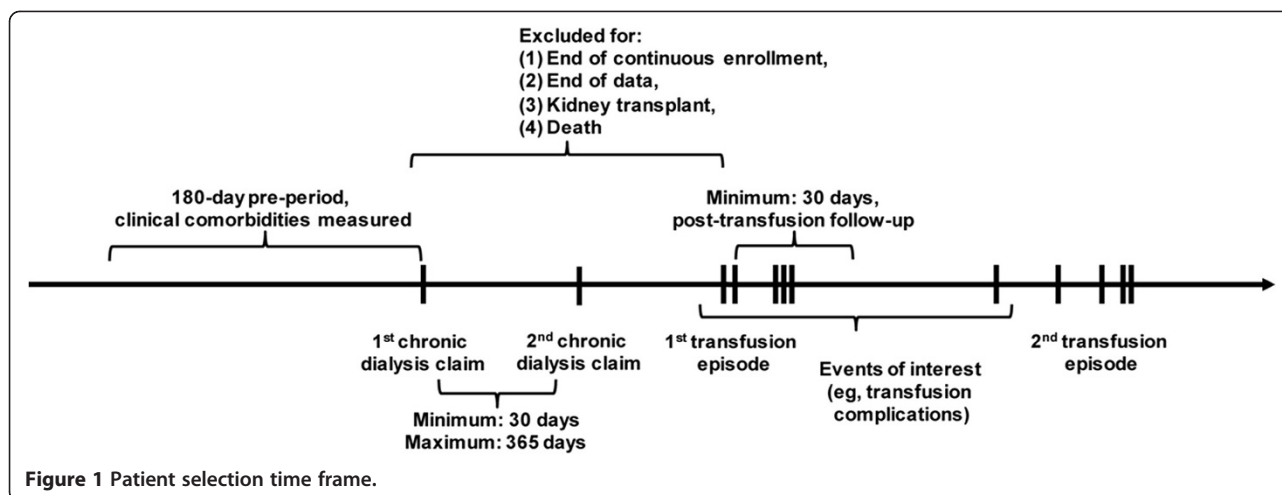 Excluded for:
(1) End of continuous enrollment,
(2) End of data,
(3) Kidney transplant,
(4) Death
180-day pre-period,
clinical comorbidities measured
Minimum: 30 days,
post-transfusion follow-up
1st chronic
dialysis claim
2nd chronic
dialysis claim
Minimum: 30 days
Maximum: 365 days
1st transfusion
episode
Events of interest
(eg, transfusion
complications)
2nd transfusion
episode
Figure 1 Patient selection time frame.